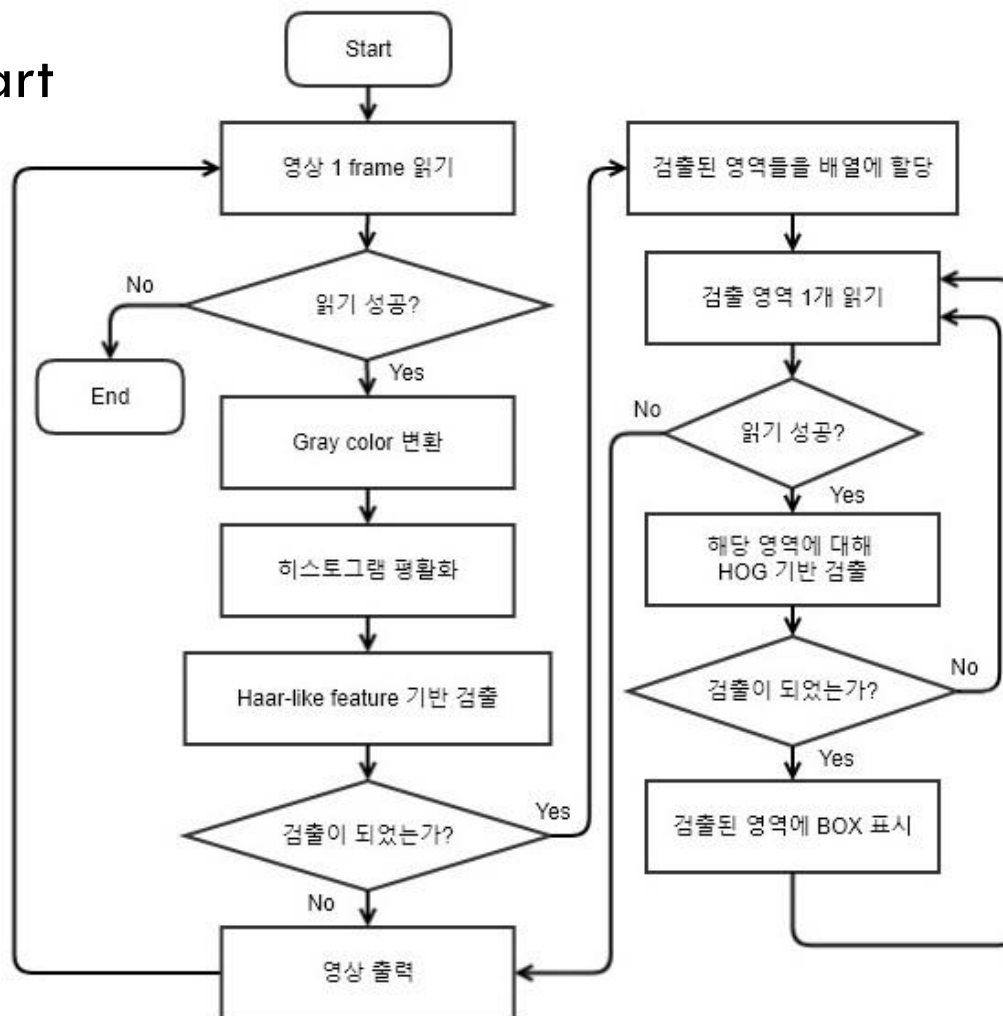 art
Start
영상 1 frame 읽기
읽기 성공?
No
End
Yes
Gray color 변환
히스토그램 평활화
Haar-like feature 기반 검출
검출이 되었는가?
Yes
No
영상 출력
검출된 영역들을 배열에 할당
검출 영역 1개 읽기
읽기 성공?
No
Yes
해당 영역에 대해
HOG 기반 검출
검출이 되었는가?
No
Yes
검출된 영역에 BOX 표시